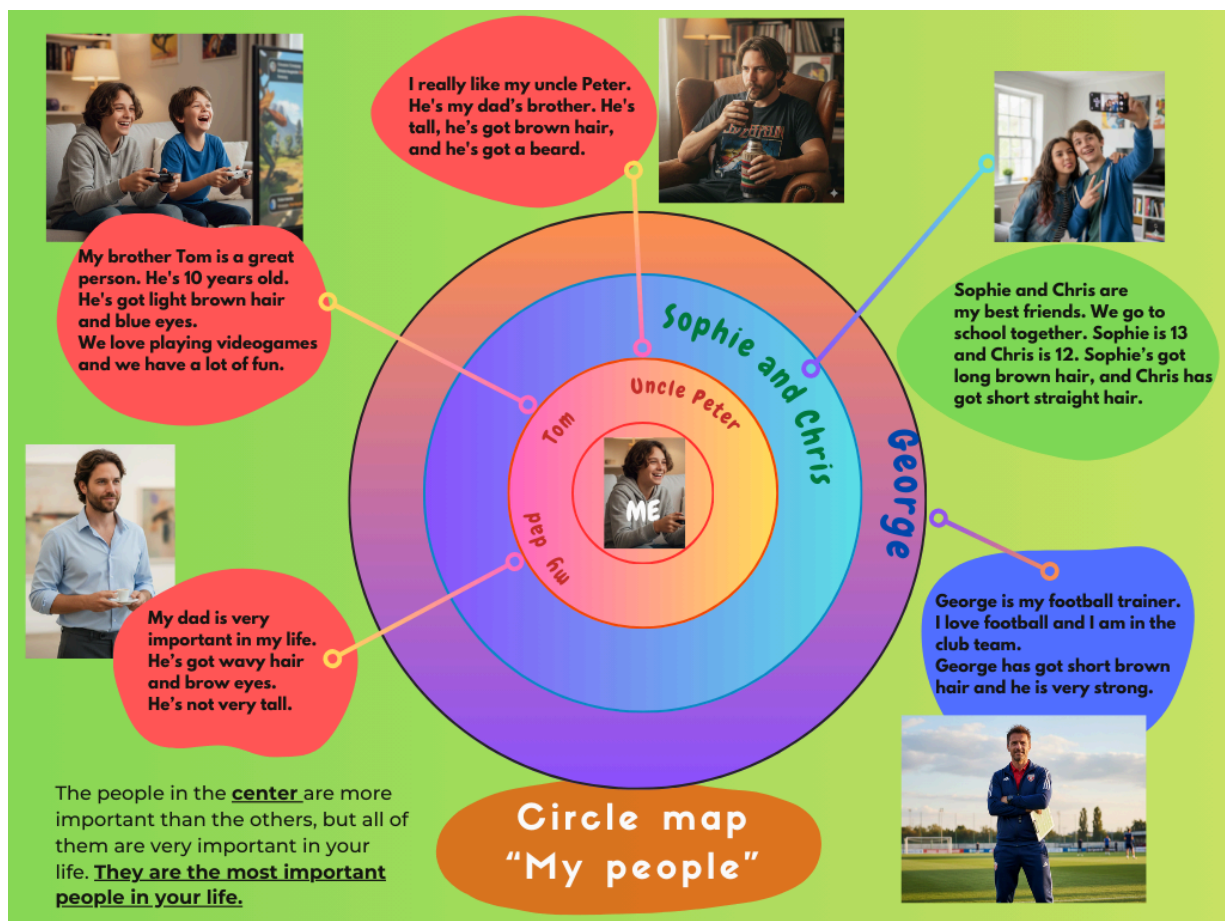 I really like my uncle Peter.
He's my dad's brother. He's
tall, he's got brown hair,
and he's got a beard.
My brother Tom is a great
person. He's 10 years old.
He's got light brown hair
and blue eyes.
We love playing videogames
and we have a lot of fun.
Sophie and Chris are
my best friends. We go to
school together. Sophie is 13
and Chris is 12. Sophie's got
long brown hair, and Chris has
got short straight hair.
Sophie and Chris
Uncle Peter
Tom
George
ME
my dad
My dad is very
important in my life.
He's got wavy hair
and brow eyes.
He's not very tall.
George is my football trainer.
I love football and I am in the
club team.
George has got short brown
hair and he is very strong.
The people in the center are more
important than the others, but all of
them are very important in your
life. They are the most important
people in your life.
Circle map
“My people”